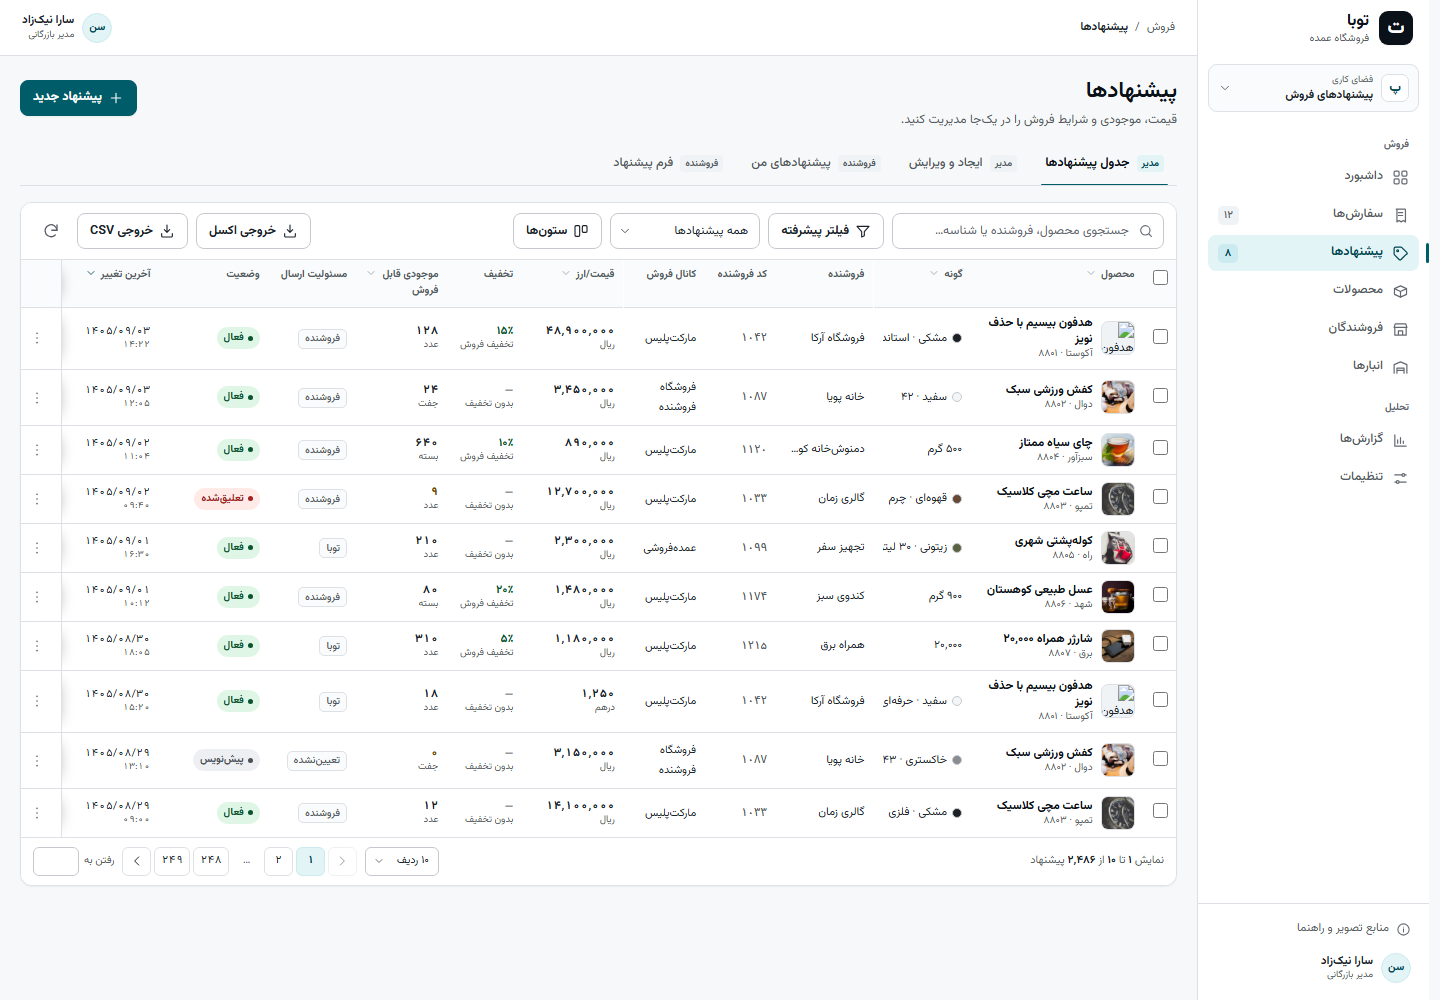 توبا
فروشگاه عمده
ت
فضای کاری
پیشنهادهای فروش
پ
فروش
داشبورد
سفارش‌ها ۱۲
پیشنهادها ۸
محصولات
فروشندگان
انبارها
تحلیل
گزارش‌ها
تنظیمات
منابع تصویر و راهنما
سن
سارا نیک‌زاد
مدیر بازرگانی
فروش / پیشنهادها
سن
سارا نیک‌زاد
مدیر بازرگانی
پیشنهادها
قیمت، موجودی و شرایط فروش را در یک‌جا مدیریت کنید.
پیشنهاد جدید
مدیر جدول پیشنهادها مدیر ایجاد و ویرایش فروشنده پیشنهادهای من فروشنده فرم پیشنهاد
جستجوی محصول، فروشنده یا شناسه... فیلتر پیشرفته همه پیشنهادها ستون‌ها خروجی اکسل خروجی CSV
محصول گونه فروشنده کد فروشنده کانال فروش قیمت/ارز تخفیف موجودی قابل فروش مسئولیت ارسال وضعیت آخرین تغییر
هدفون هدفون بیسیم با حذف نویز آکوستا · ۸۸۰۱ مشکی · استاند فروشگاه آرکا ۱۰۴۲ مارکت‌پلیس ۴۸,۹۰۰,۰۰۰ ریال ۱۵٪ تخفیف فروش ۱۲۸ عدد فروشنده فعال ۱۴۰۵/۰۹/۰۳ ۱۴:۲۲
کفش ورزشی سبک دوال · ۸۸۰۲ سفید · ۴۲ خانه پویا ۱۰۸۷ فروشگاه فروشنده ۳,۴۵۰,۰۰۰ ریال — بدون تخفیف ۲۴ جفت فروشنده فعال ۱۴۰۵/۰۹/۰۳ ۱۲:۰۵
چای سیاه ممتاز سبزآور · ۸۸۰۴ ۵۰۰ گرم دمنوش‌خانه کو... ۱۱۲۰ مارکت‌پلیس ۸۹۰,۰۰۰ ریال ۱۰٪ تخفیف فروش ۶۴۰ بسته فروشنده فعال ۱۴۰۵/۰۹/۰۲ ۱۱:۰۴
ساعت مچی کلاسیک تمپو · ۸۸۰۳ قهوه‌ای · چرم گالری زمان ۱۰۳۳ مارکت‌پلیس ۱۲,۷۰۰,۰۰۰ ریال — بدون تخفیف ۹ عدد فروشنده تعلیق‌شده ۱۴۰۵/۰۹/۰۲ ۰۹:۴۰
کوله‌پشتی شهری راه · ۸۸۰۵ زیتونی · ۳۰ لیتـ تجهیز سفر ۱۰۹۹ عمده‌فروشی ۲,۳۰۰,۰۰۰ ریال — بدون تخفیف ۲۱۰ عدد توبا فعال ۱۴۰۵/۰۹/۰۱ ۱۶:۳۰
عسل طبیعی کوهستان شهد · ۸۸۰۶ ۹۰۰ گرم کندوی سبز ۱۱۷۴ مارکت‌پلیس ۱,۴۸۰,۰۰۰ ریال ۲۰٪ تخفیف فروش ۸۰ بسته فروشنده فعال ۱۴۰۵/۰۹/۰۱ ۱۰:۱۲
شارژر همراه ۲۰,۰۰۰ برق · ۸۸۰۷ ۲۰,۰۰۰ همراه برق ۱۲۱۵ مارکت‌پلیس ۱,۱۸۰,۰۰۰ ریال ۵٪ تخفیف فروش ۳۱۰ عدد توبا فعال ۱۴۰۵/۰۸/۳۰ ۱۸:۰۵
هدفون هدفون بیسیم با حذف نویز آکوستا · ۸۸۰۱ سفید · حرفه‌ای فروشگاه آرکا ۱۰۴۲ مارکت‌پلیس ۱,۲۵۰ درهم — بدون تخفیف ۱۸ عدد توبا فعال ۱۴۰۵/۰۸/۳۰ ۱۵:۲۰
کفش ورزشی سبک دوال · ۸۸۰۲ خاکستری · ۴۳ خانه پویا ۱۰۸۷ فروشگاه فروشنده ۳,۱۵۰,۰۰۰ ریال — بدون تخفیف ۰ جفت تعیین‌نشده پیش‌نویس ۱۴۰۵/۰۸/۲۹ ۱۳:۱۰
ساعت مچی کلاسیک تمپو · ۸۸۰۳ مشکی · فلزی گالری زمان ۱۰۳۳ مارکت‌پلیس ۱۴,۱۰۰,۰۰۰ ریال — بدون تخفیف ۱۲ عدد فروشنده فعال ۱۴۰۵/۰۸/۲۹ ۰۹:۰۰
نمایش ۱ تا ۱۰ از ۲,۴۸۶ پیشنهاد ۱۰ ردیف ۱ ۲ ... ۲۴۸ ۲۴۹ رفتن به